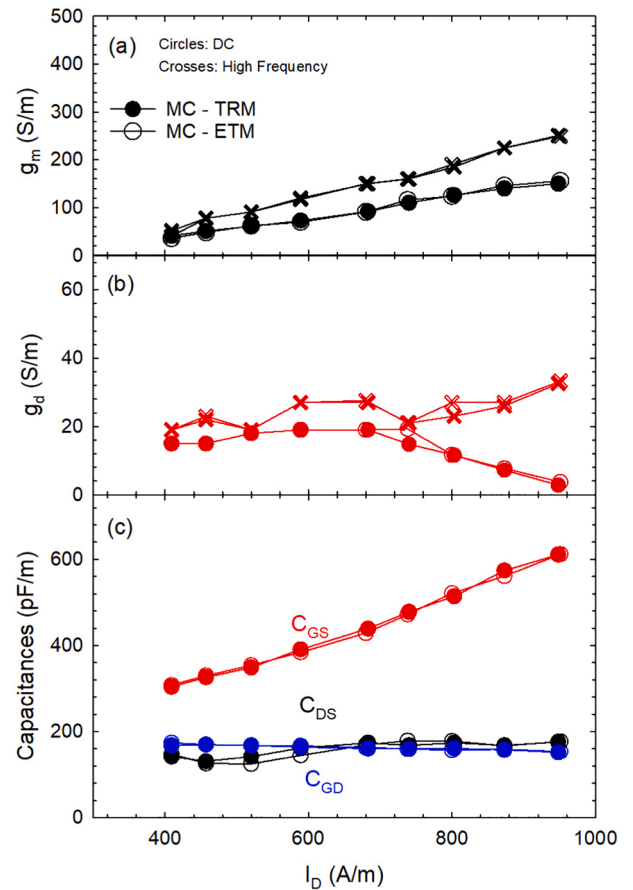 500
400
300
200
100
0
g_m (S/m)
(a)
Circles: DC
Crosses: High Frequency
MC - TRM
MC - ETM
60
40
20
0
g_d (S/m)
(b)
600
400
200
0
Capacitances (pF/m)
(c)
C_GS
C_DS
C_GD
400 600 800 1000
I_D (A/m)